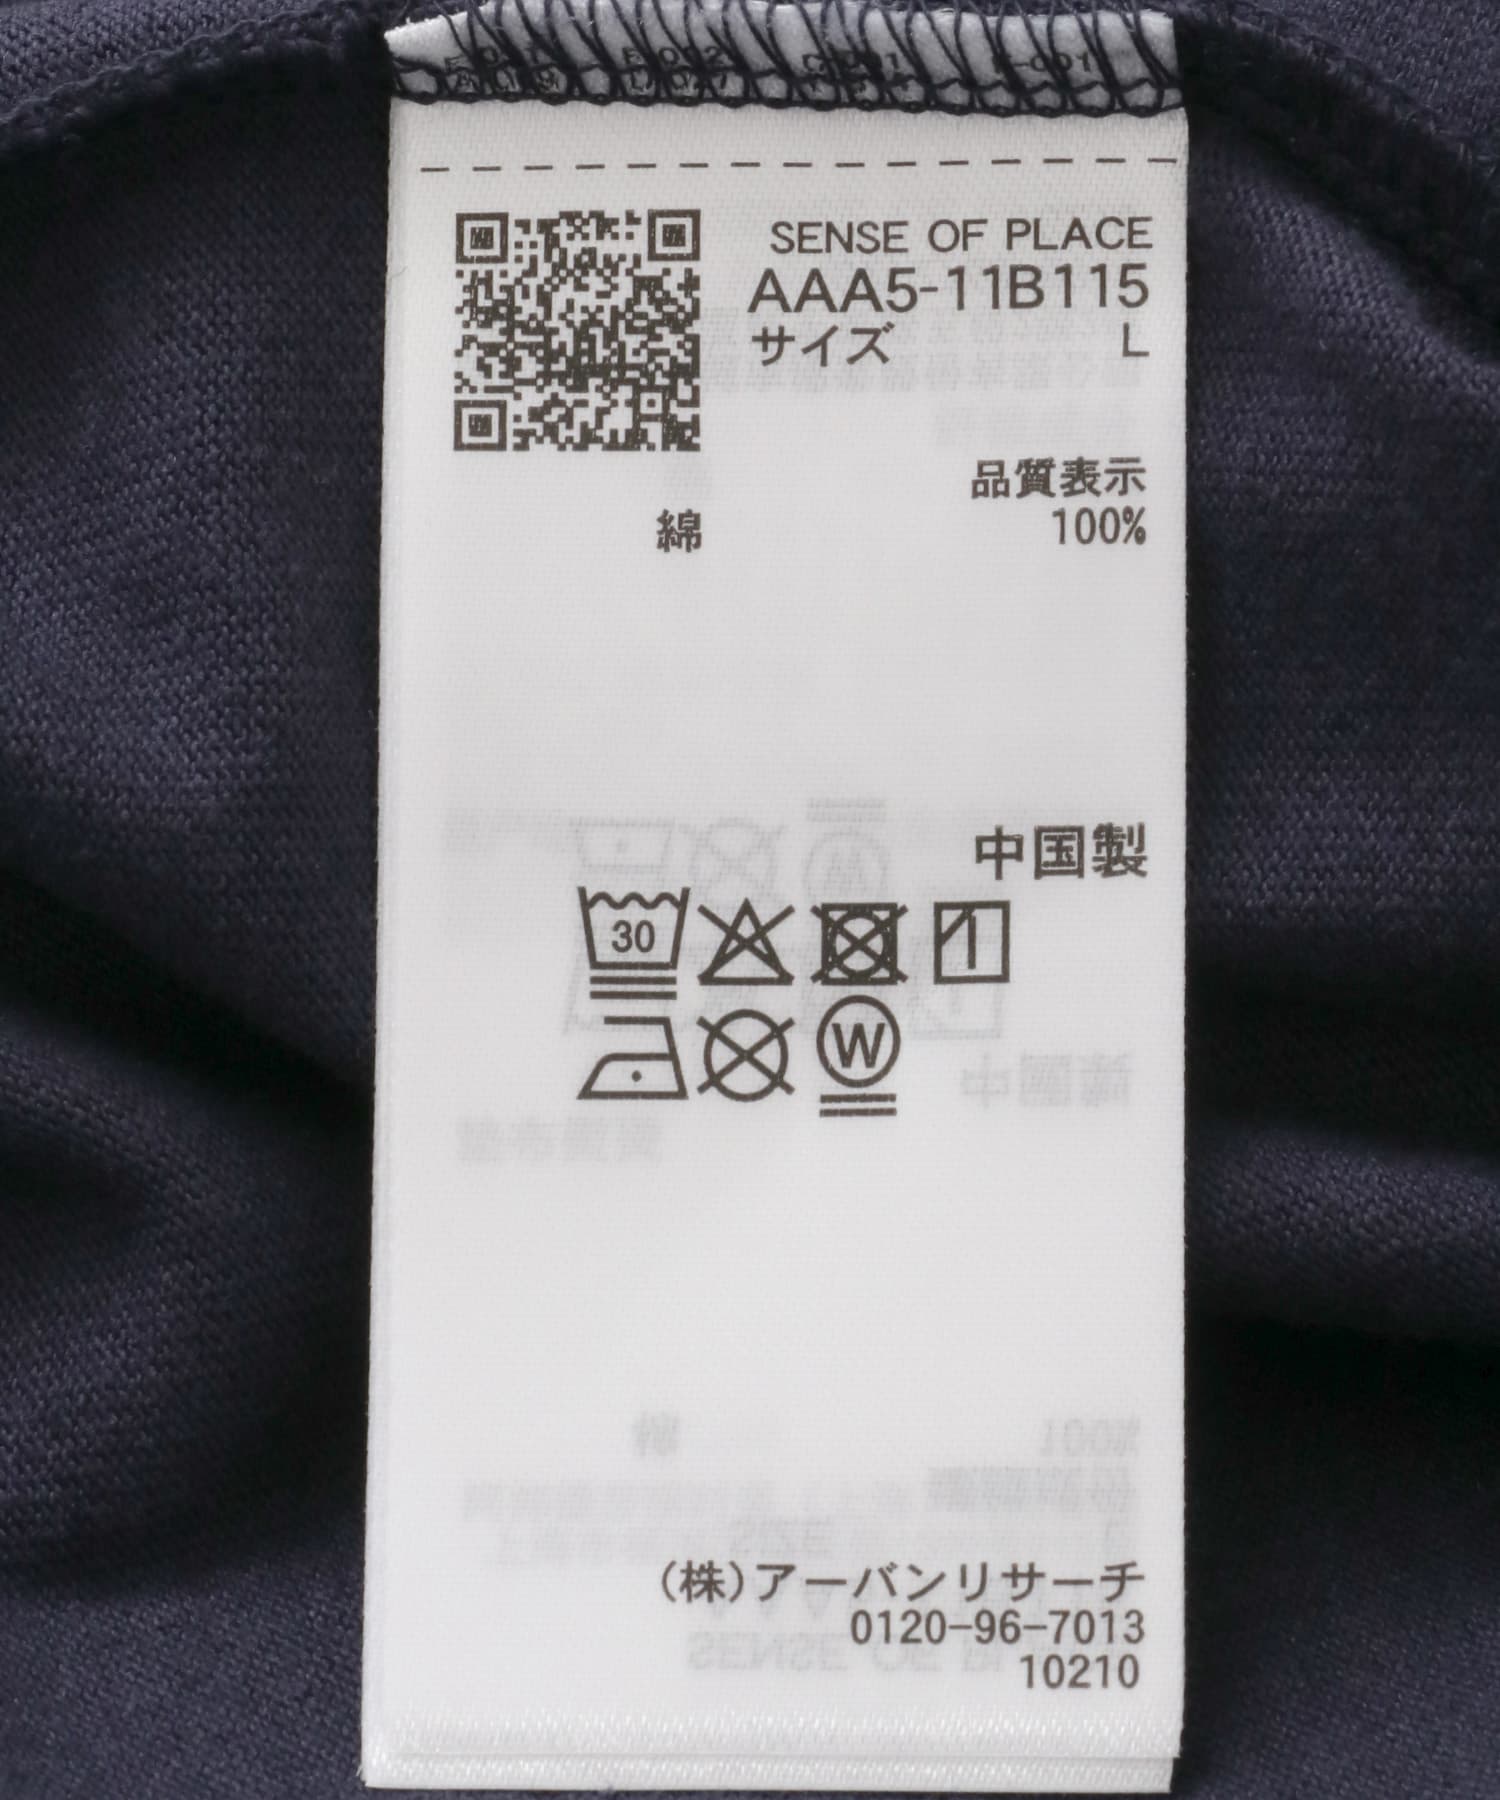 SENSE OF PLACE
AAA5-11B115
サイズ L
品質表示
綿 100%
中国製
30
W
(株)アーバンリサーチ
0120-96-7013
10210